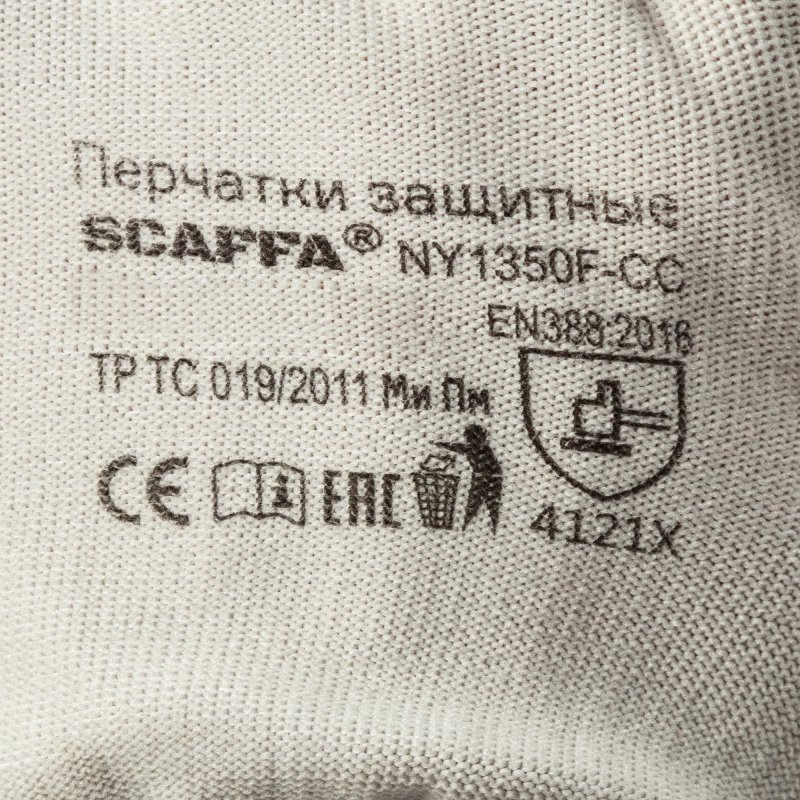 Перчатки защитные
SCAFFA® NY1350F-CC
EN388:2016
ТР ТС 019/2011 Ми Пм
CE
i
EAC
4121X